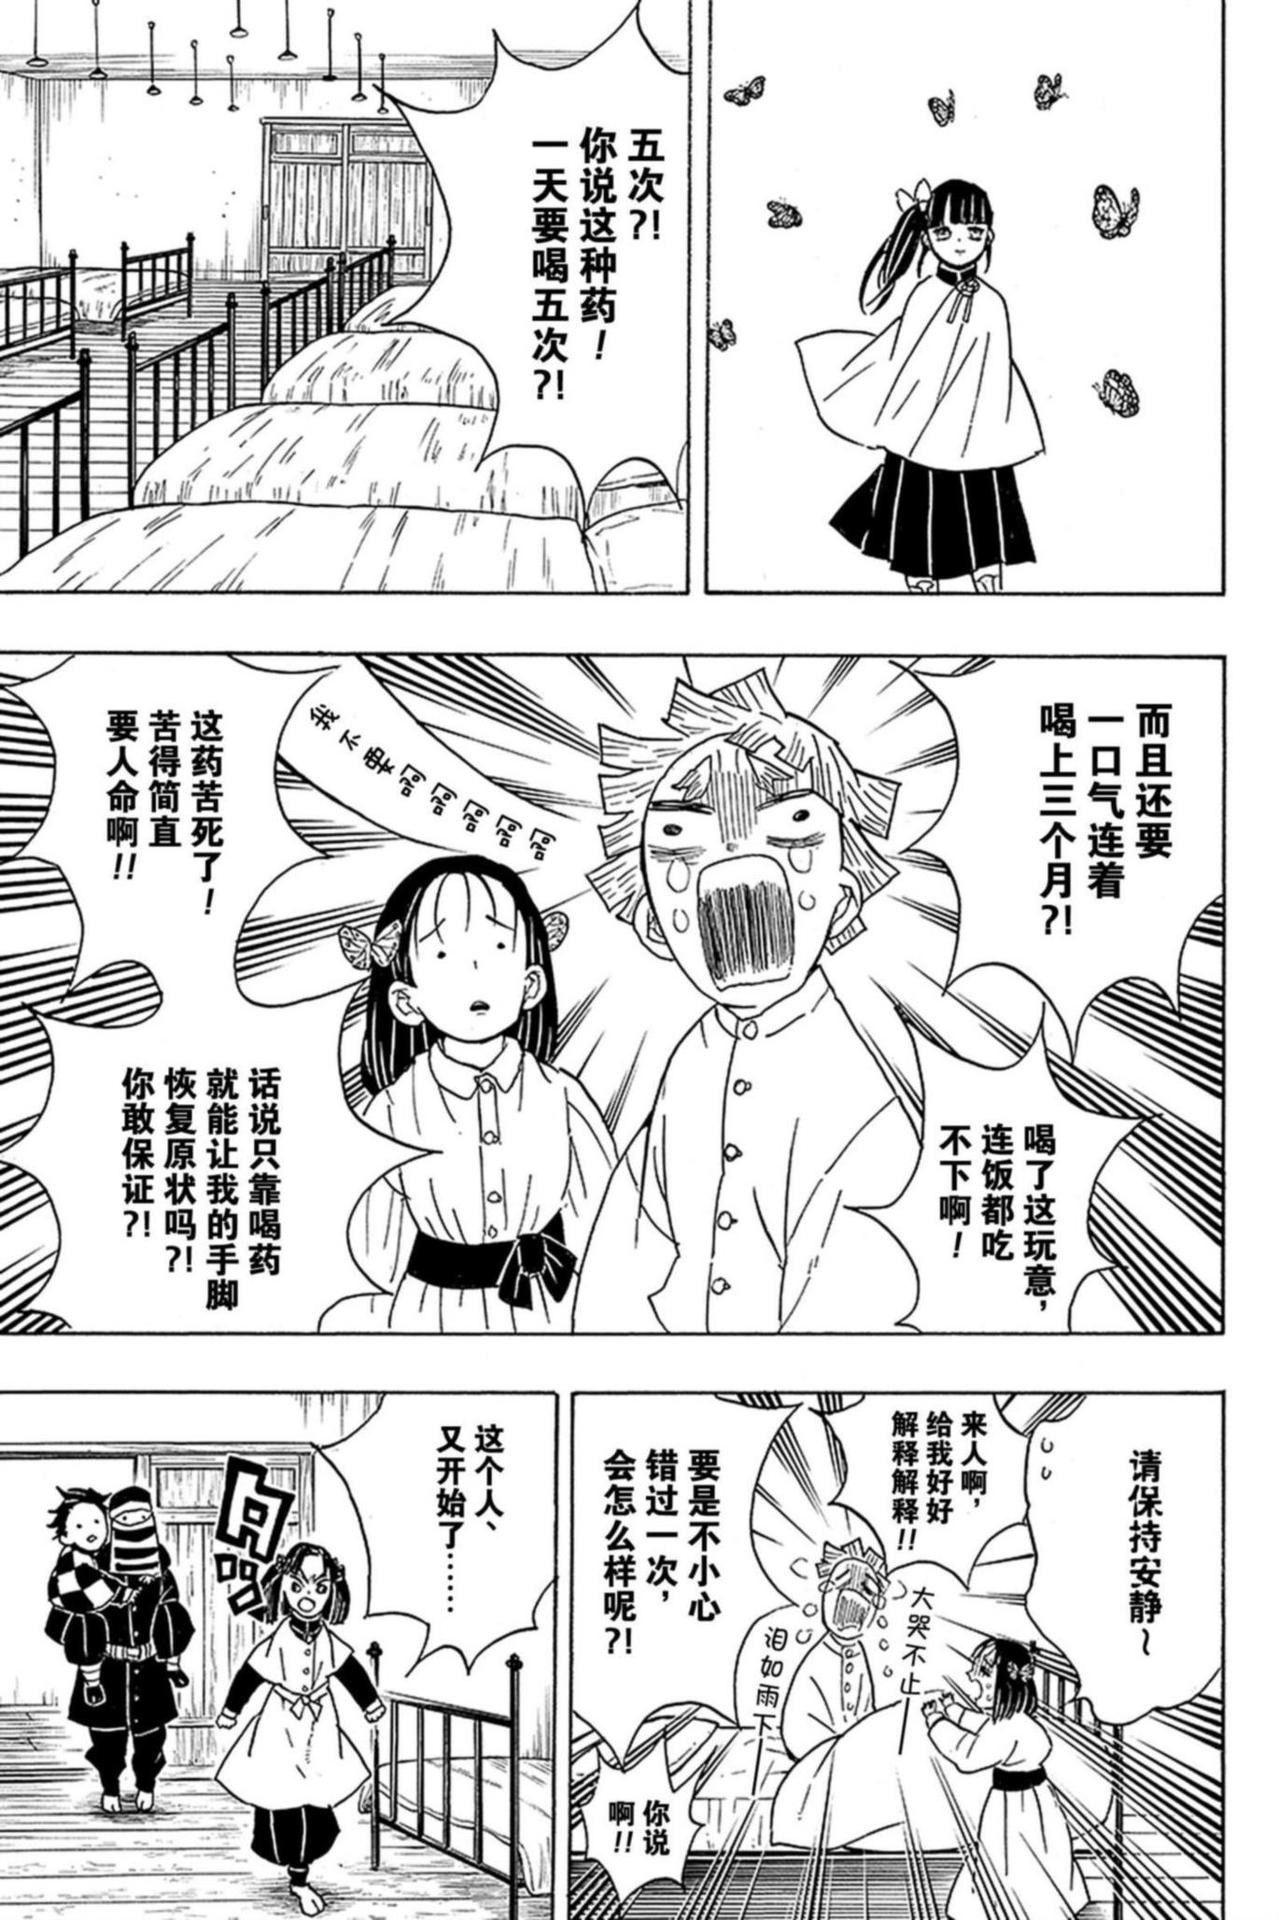 五次?!
你说这种药！
一天要喝五次?!
而且还要
一口气连着
喝上三个月?!
喝了这玩意，
连饭都吃
不下啊！
我不要啊啊啊啊啊
这药苦死了！
苦得简直
要人命啊!!
话说只靠喝药
就能让我的手脚
恢复原状吗?!
你敢保证?!
请保持安静～
来人啊，
给我好好
解释解释!!
大哭不止——
泪如雨下——
要是不小心
错过一次，
会怎么样呢?!
你说
啊!!
这个人、
又开始了……